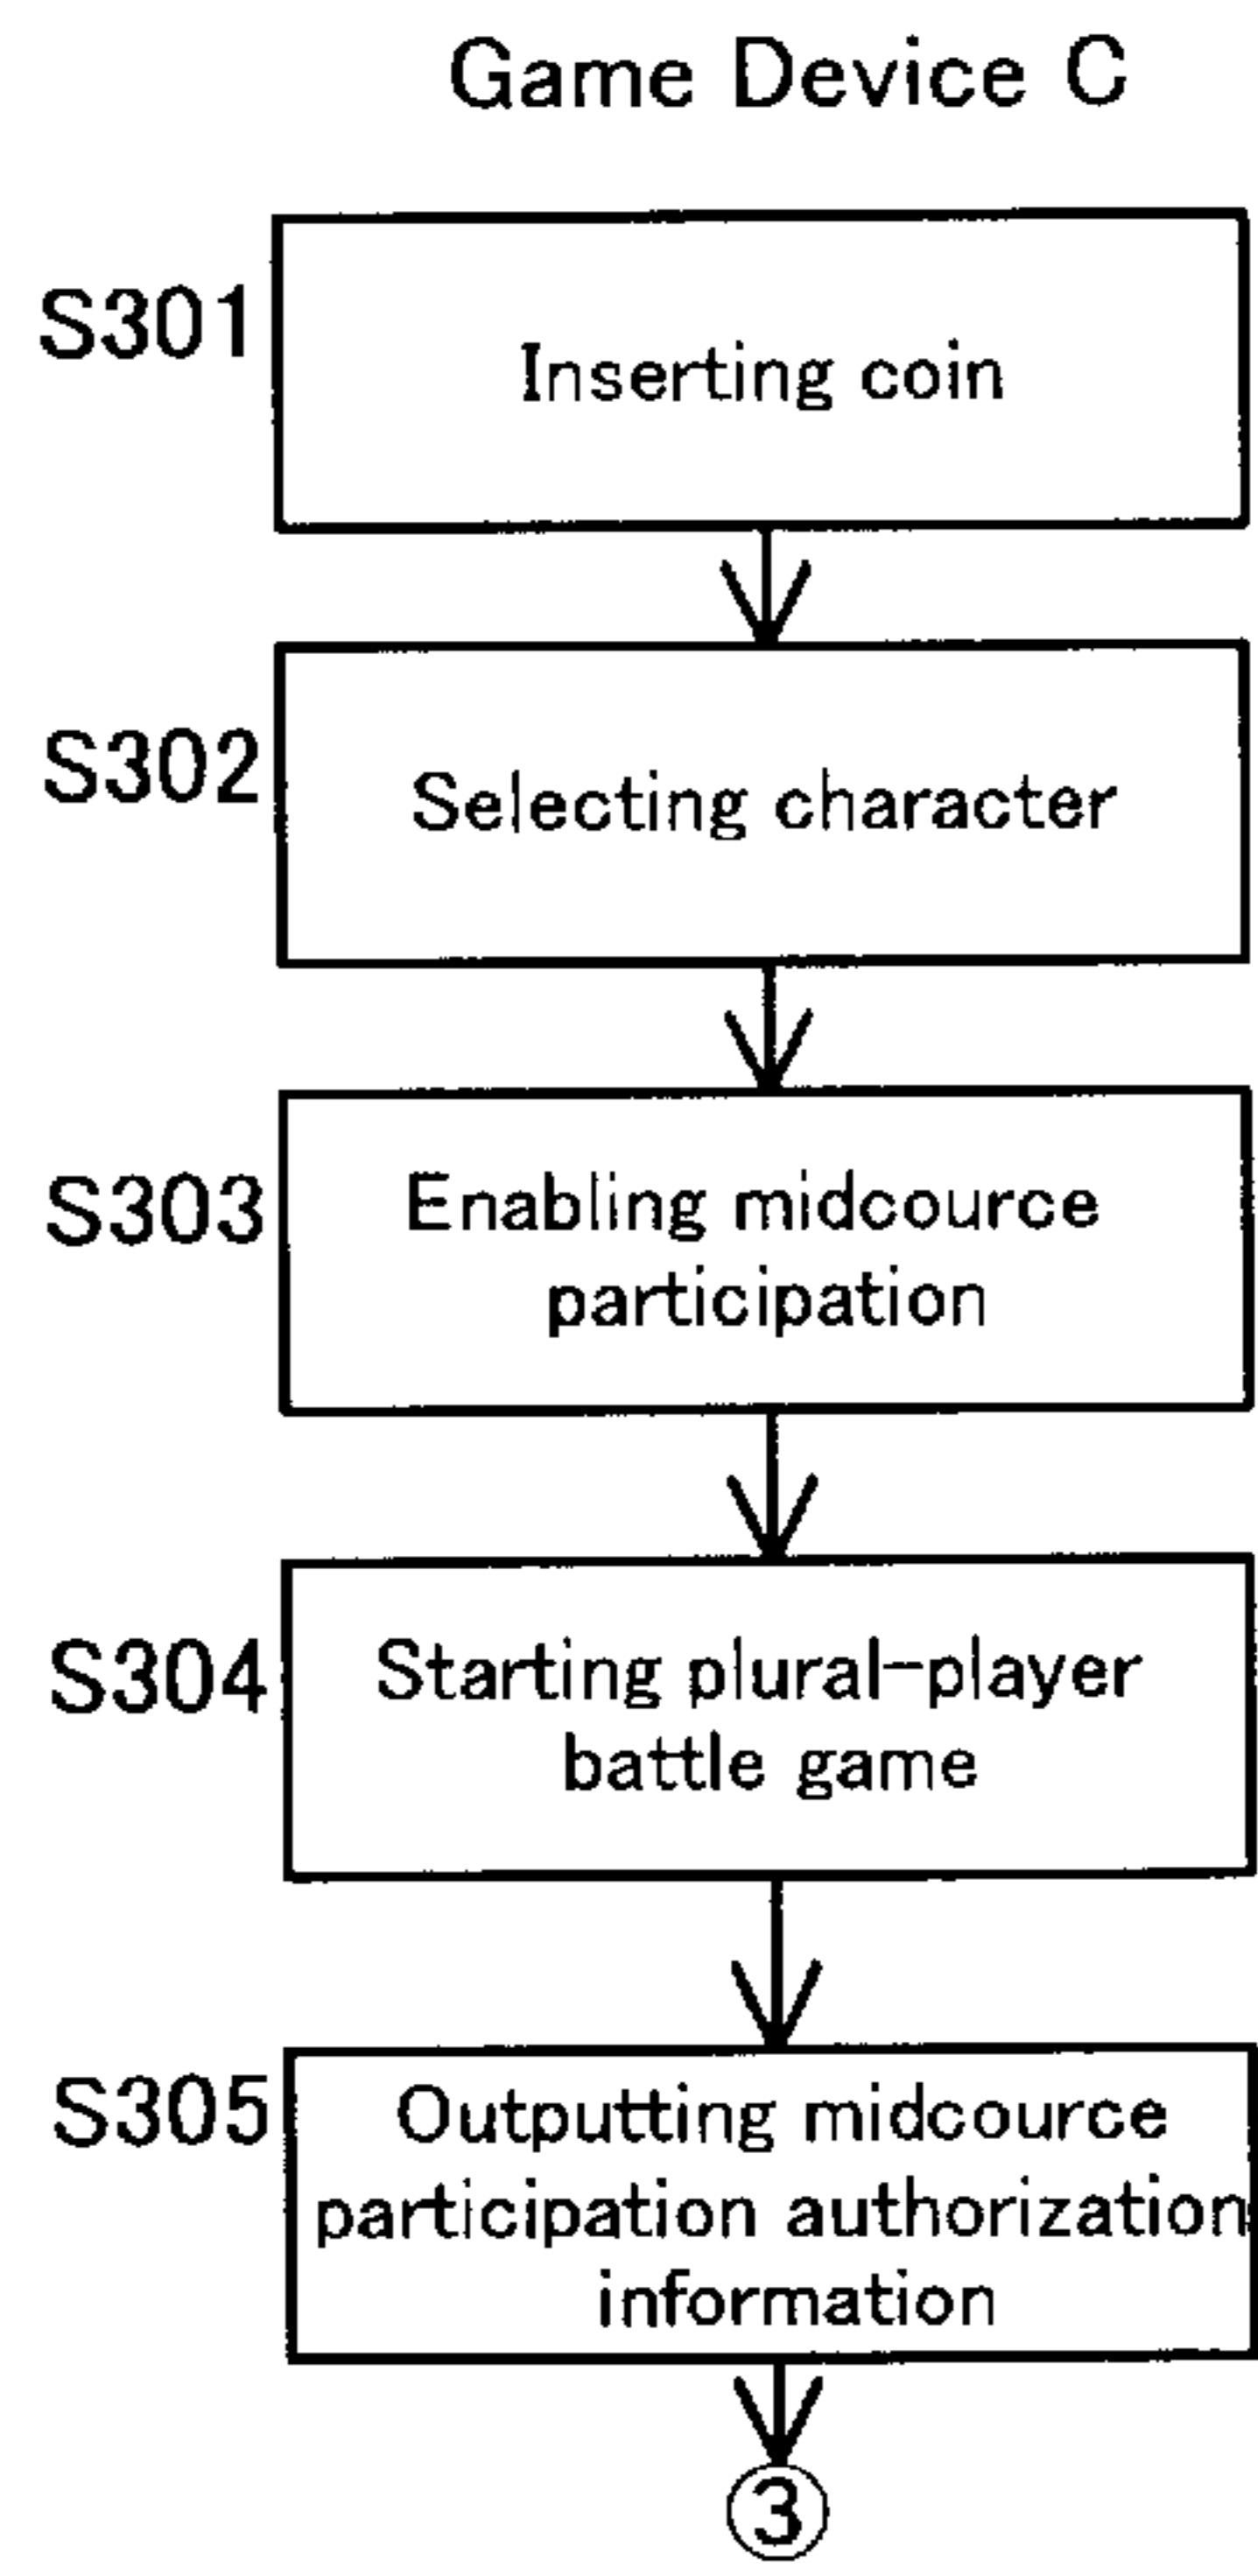 Game Device C
S301
Inserting coin
S302
Selecting character
S303
Enabling midcource
participation
S304
Starting plural-player
battle game
S305
Outputting midcource
participation authorization
information
③